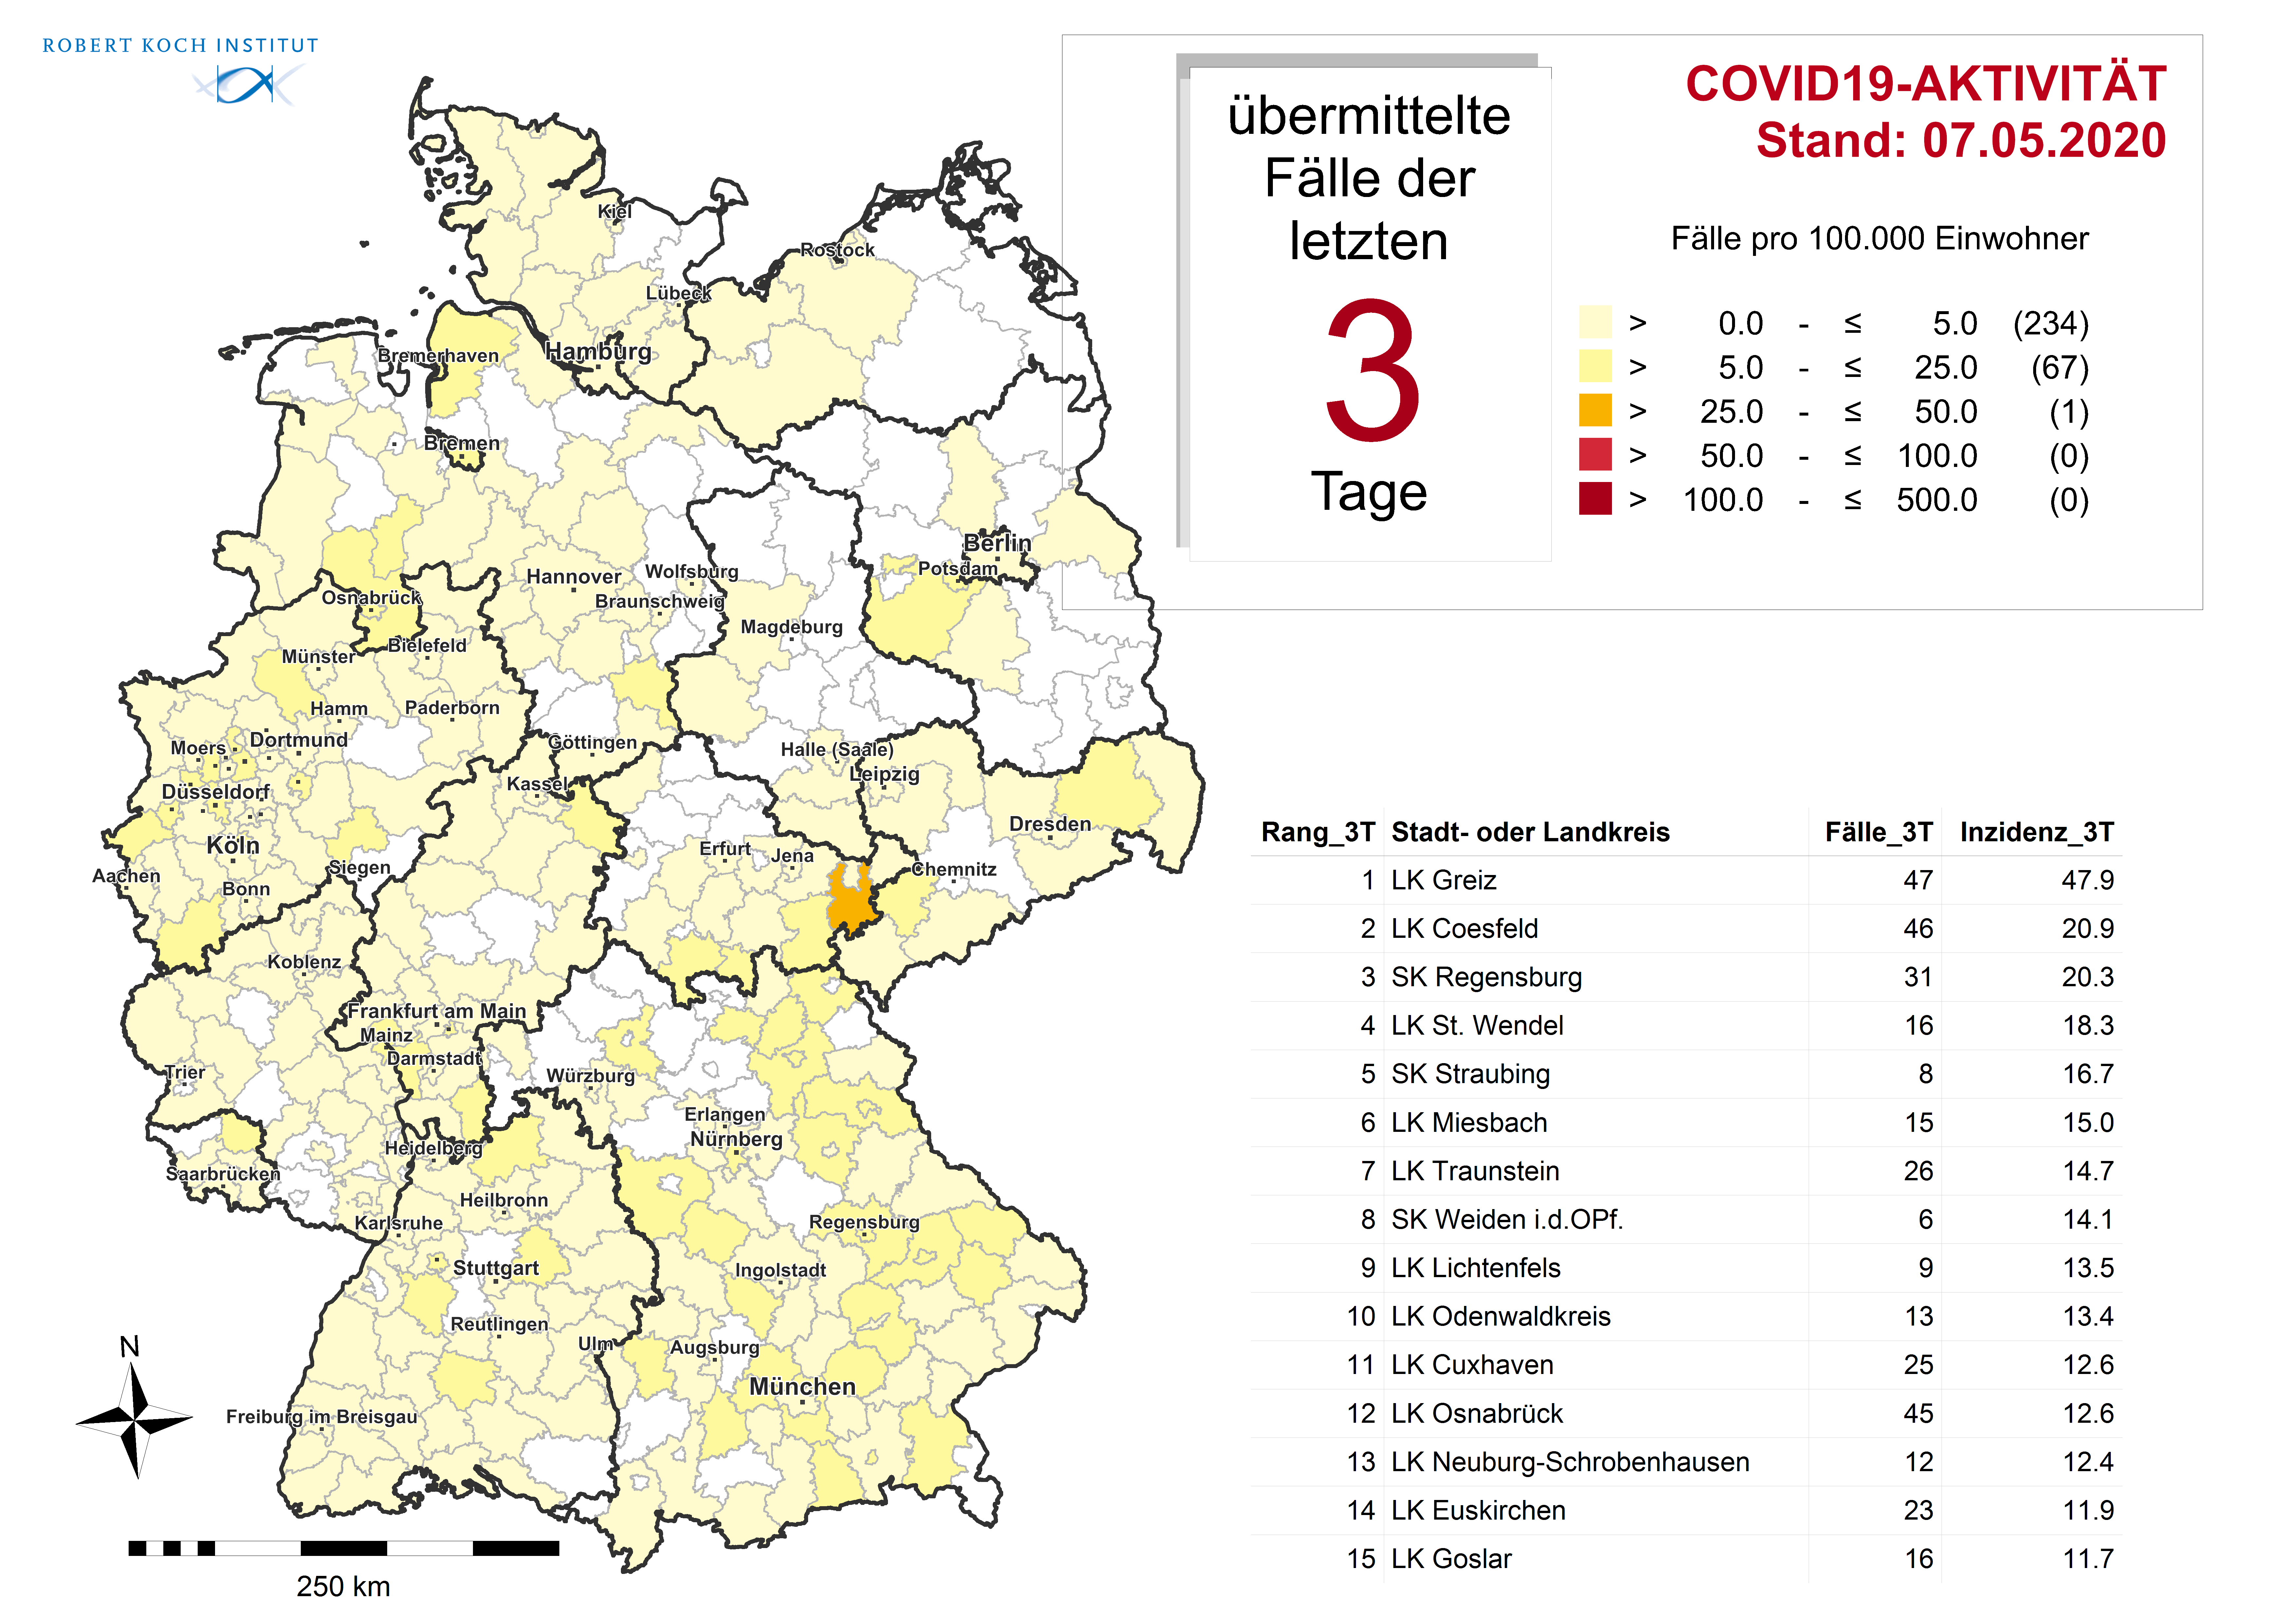 ROBERT KOCH INSTITUT
übermittelte
Fälle der
letzten
3
Tage
COVID19-AKTIVITÄT
Stand: 07.05.2020
Fälle pro 100.000 Einwohner
> 0.0 - ≤ 5.0 (234)
> 5.0 - ≤ 25.0 (67)
> 25.0 - ≤ 50.0 (1)
> 50.0 - ≤ 100.0 (0)
> 100.0 - ≤ 500.0 (0)
Kiel
Rostock
Lübeck
Bremerhaven
Hamburg
Bremen
Berlin
Potsdam
Hannover
Wolfsburg
Braunschweig
Osnabrück
Magdeburg
Bielefeld
Münster
Hamm
Paderborn
Moers
Dortmund
Göttingen
Halle (Saale)
Leipzig
Kassel
Düsseldorf
Dresden
Köln
Erfurt
Jena
Siegen
Chemnitz
Aachen
Bonn
Koblenz
Frankfurt am Main
Mainz
Darmstadt
Trier
Würzburg
Erlangen
Nürnberg
Heidelberg
Saarbrücken
Heilbronn
Karlsruhe
Regensburg
Stuttgart
Ingolstadt
Reutlingen
Ulm
Augsburg
München
Freiburg im Breisgau
N
250 km
Rang_3T Stadt- oder Landkreis Fälle_3T Inzidenz_3T
1 LK Greiz 47 47.9
2 LK Coesfeld 46 20.9
3 SK Regensburg 31 20.3
4 LK St. Wendel 16 18.3
5 SK Straubing 8 16.7
6 LK Miesbach 15 15.0
7 LK Traunstein 26 14.7
8 SK Weiden i.d.OPf. 6 14.1
9 LK Lichtenfels 9 13.5
10 LK Odenwaldkreis 13 13.4
11 LK Cuxhaven 25 12.6
12 LK Osnabrück 45 12.6
13 LK Neuburg-Schrobenhausen 12 12.4
14 LK Euskirchen 23 11.9
15 LK Goslar 16 11.7